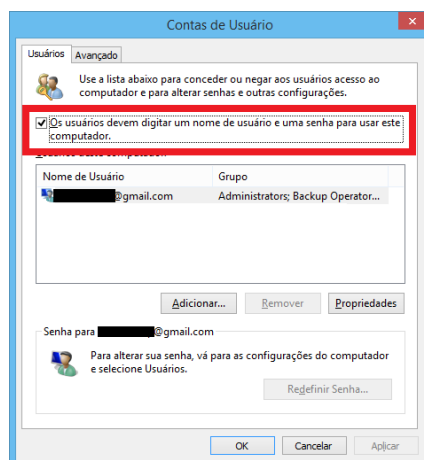 Contas de Usuário
Usuários
Avançado
Use a lista abaixo para conceder ou negar aos usuários acesso ao
computador e para alterar senhas e outras configurações.
Os usuários devem digitar um nome de usuário e uma senha para usar este
computador.
Nome de Usuário Grupo
@gmail.com Administrators; Backup Operator...
Adicionar... Remover Propriedades
Senha para @gmail.com
Para alterar sua senha, vá para as configurações do computador
e selecione Usuários.
Redefinir Senha...
OK Cancelar Aplicar